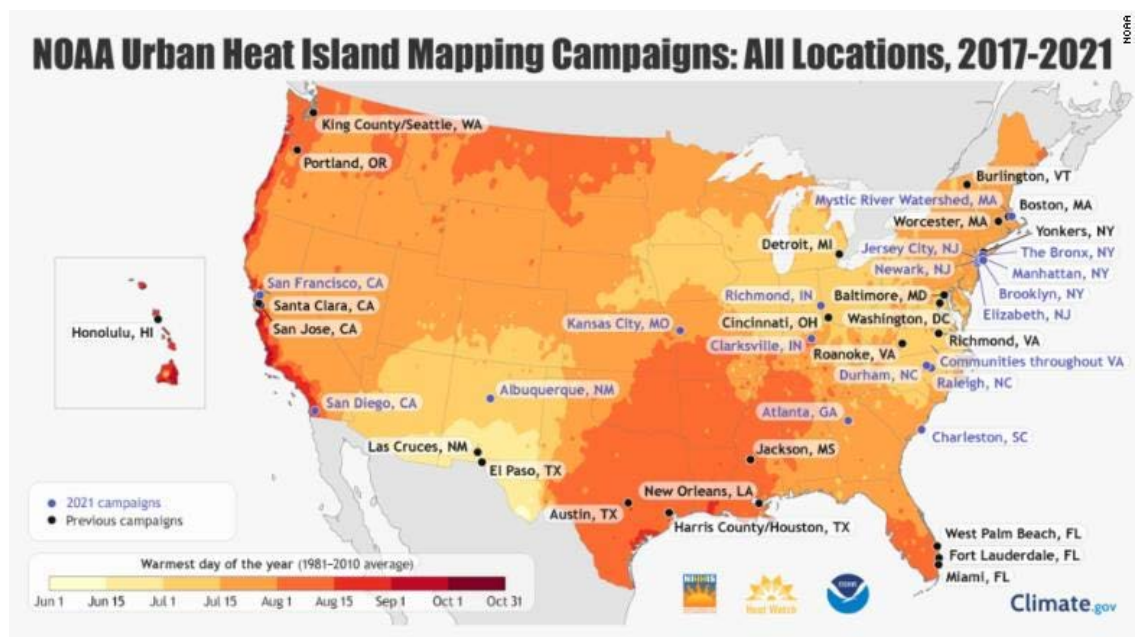 NOAA
NOAA Urban Heat Island Mapping Campaigns: All Locations, 2017-2021
King County/Seattle, WA
Portland, OR
Burlington, VT
Mystic River Watershed, MA
Boston, MA
Worcester, MA
Yonkers, NY
Detroit, MI
Jersey City, NJ
The Bronx, NY
Newark, NJ
Manhattan, NY
San Francisco, CA
Richmond, IN
Baltimore, MD
Brooklyn, NY
Santa Clara, CA
Elizabeth, NJ
Honolulu, HI
San Jose, CA
Kansas City, MO
Cincinnati, OH
Washington, DC
Clarksville, IN
Richmond, VA
Roanoke, VA
Communities throughout VA
Durham, NC
Raleigh, NC
Albuquerque, NM
San Diego, CA
Atlanta, GA
Charleston, SC
Las Cruces, NM
Jackson, MS
El Paso, TX
New Orleans, LA
Austin, TX
Harris County/Houston, TX
West Palm Beach, FL
Fort Lauderdale, FL
Miami, FL
2021 campaigns
Previous campaigns
Warmest day of the year (1981–2010 average)
Jun 1 Jun 15 Jul 1 Jul 15 Aug 1 Aug 15 Sep 1 Oct 1 Oct 31
NIHHIS
Heat Watch
NOAA
Climate.gov